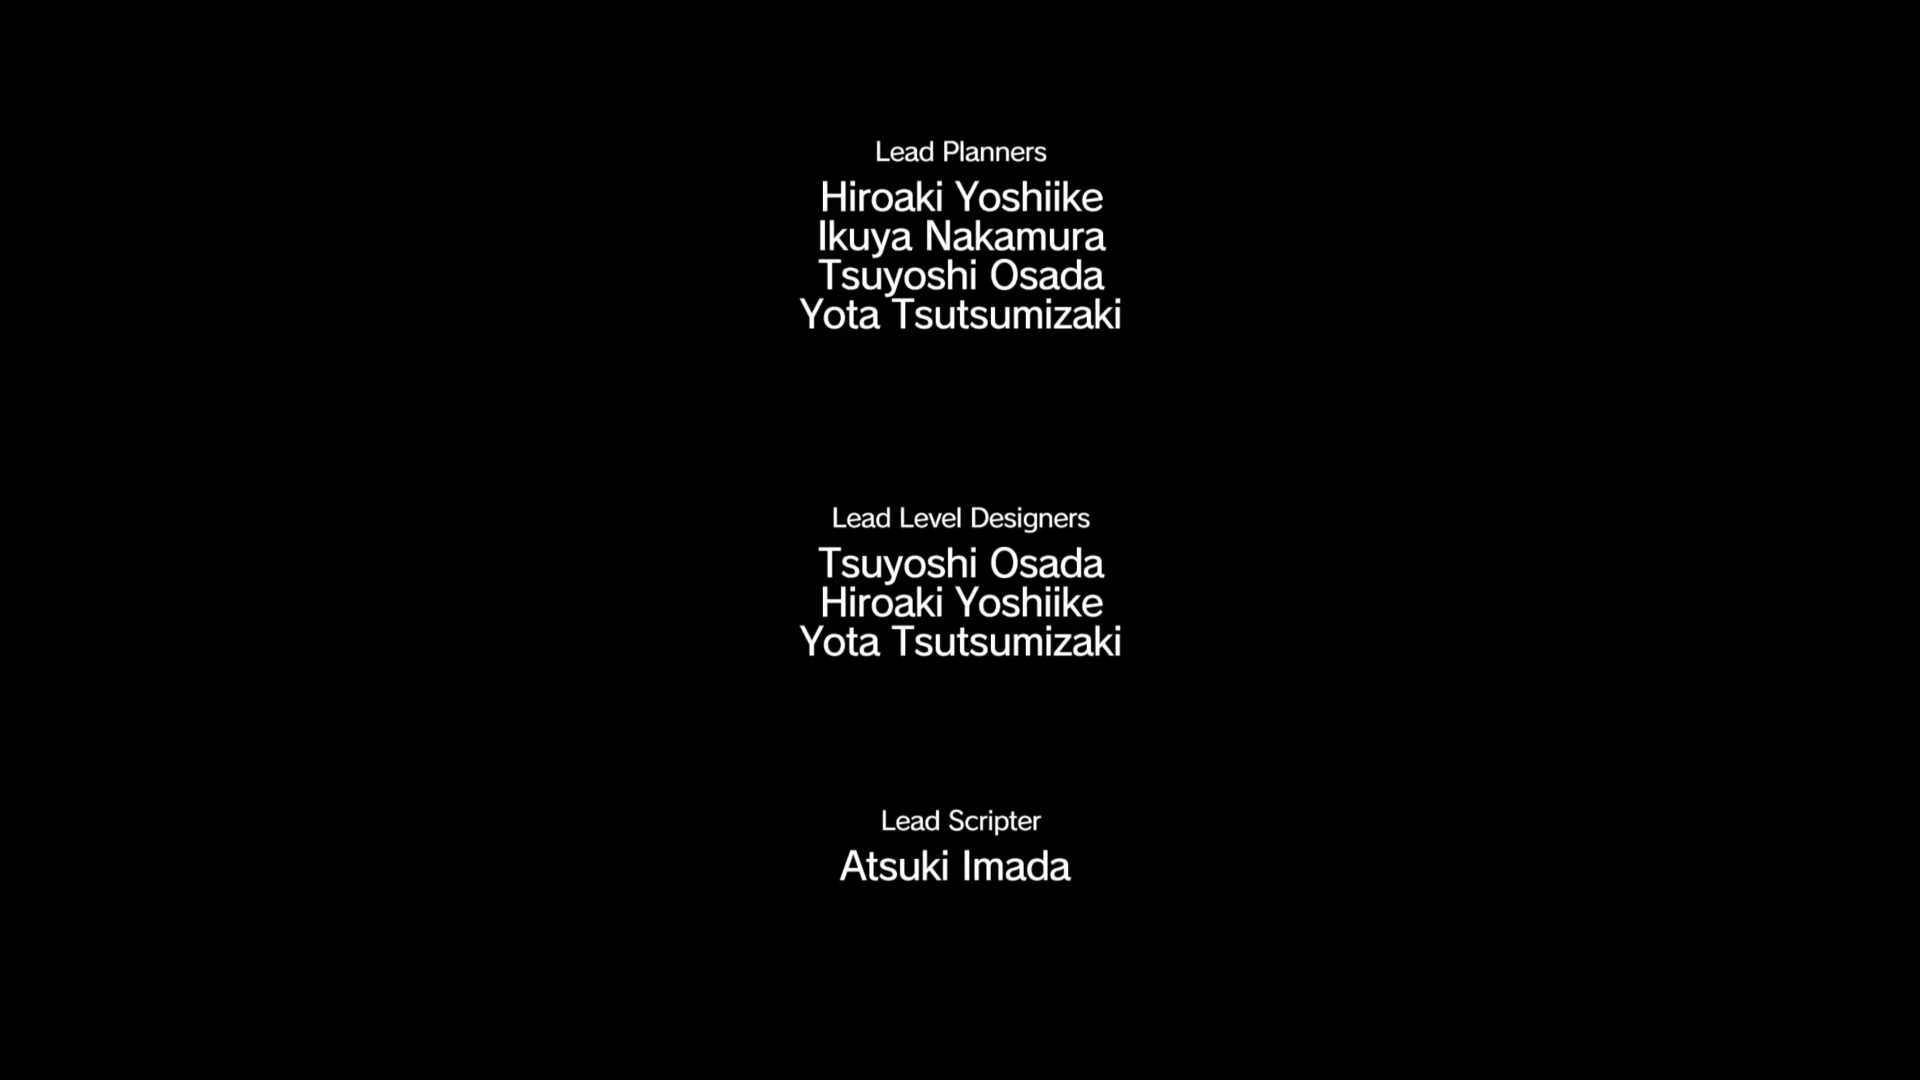 Lead Planners
Hiroaki Yoshiike
Ikuya Nakamura
Tsuyoshi Osada
Yota Tsutsumizaki
Lead Level Designers
Tsuyoshi Osada
Hiroaki Yoshiike
Yota Tsutsumizaki
Lead Scripter
Atsuki Imada